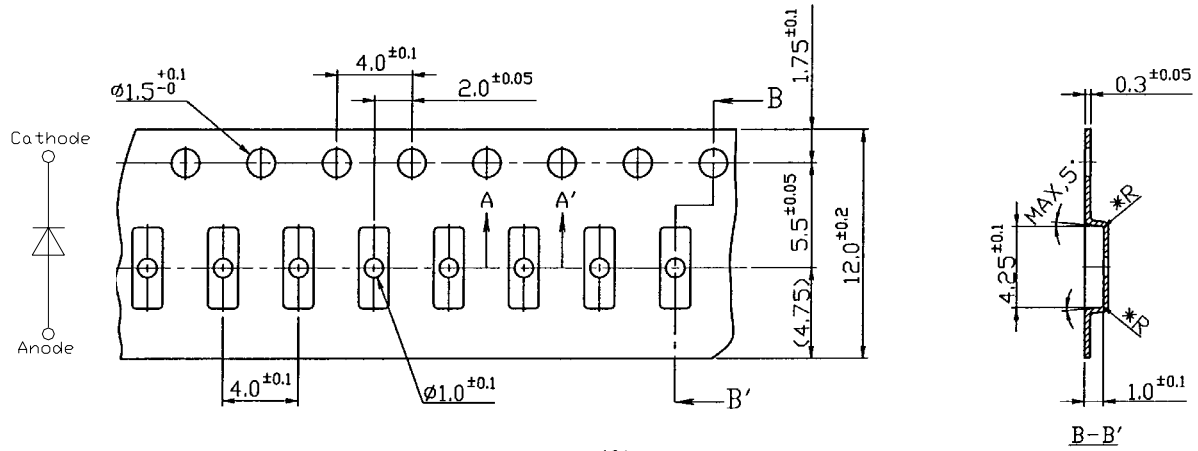 4.0±0.1
2.0±0.05
Ø1.5+0.1-0
1.75±0.1
B
0.3±0.05
Cathode
A
A'
5.5±0.05
12.0±0.2
MAX.5°
*R
4.25±0.1
(4.75)
*R
Anode
4.0±0.1
Ø1.0±0.1
B'
1.0±0.1
B-B'